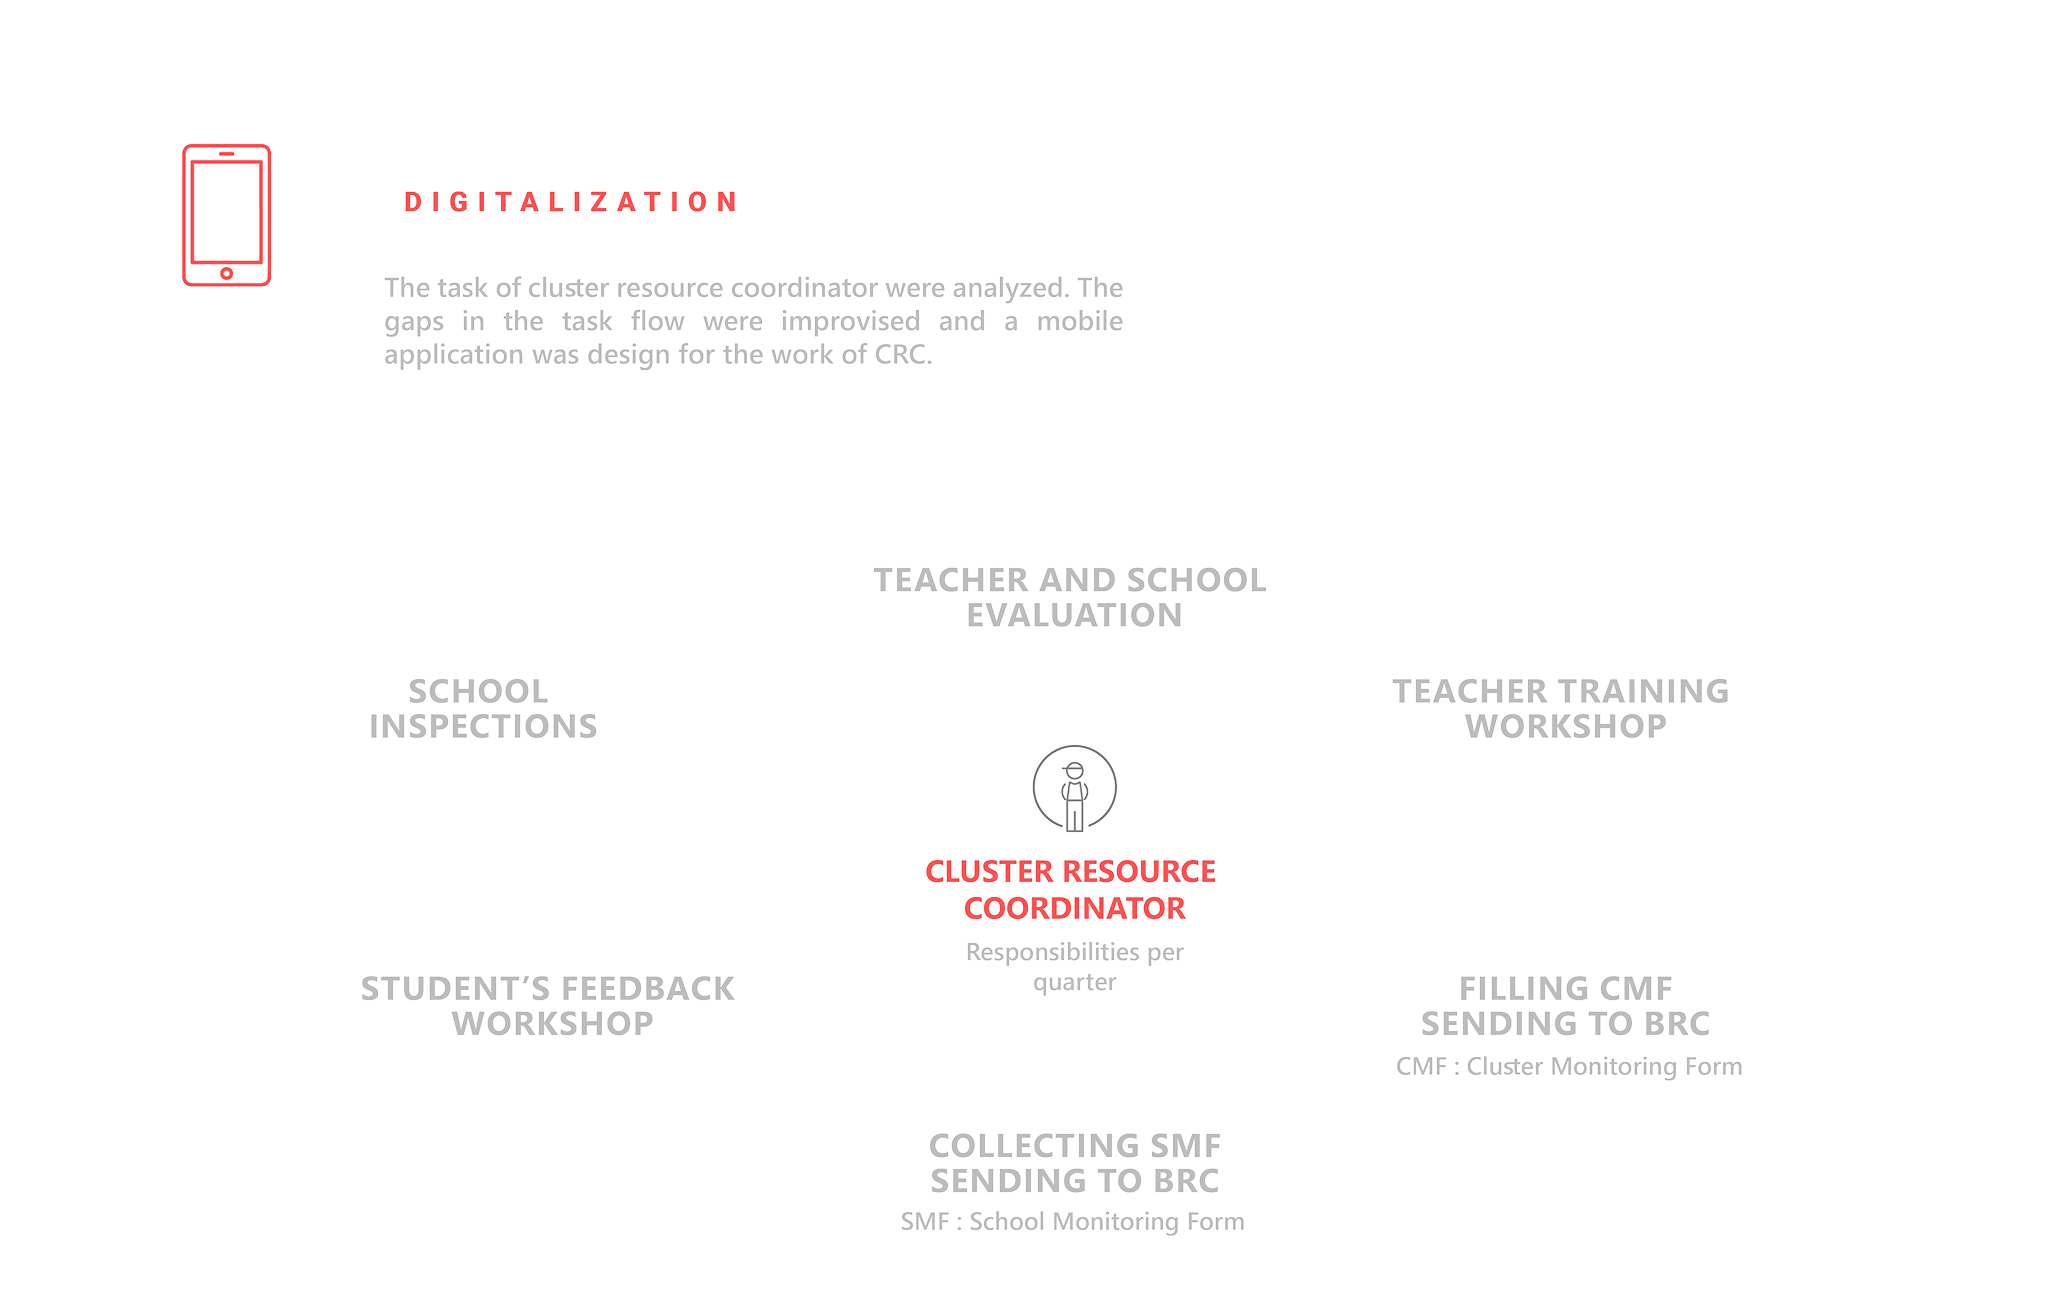 DIGITALIZATION
The task of cluster resource coordinator were analyzed. The
gaps in the task flow were improvised and a mobile
application was design for the work of CRC.
TEACHER AND SCHOOL
EVALUATION
SCHOOL
INSPECTIONS
TEACHER TRAINING
WORKSHOP
CLUSTER RESOURCE
COORDINATOR
Responsibilities per
quarter
STUDENT’S FEEDBACK
WORKSHOP
FILLING CMF
SENDING TO BRC
CMF : Cluster Monitoring Form
COLLECTING SMF
SENDING TO BRC
SMF : School Monitoring Form